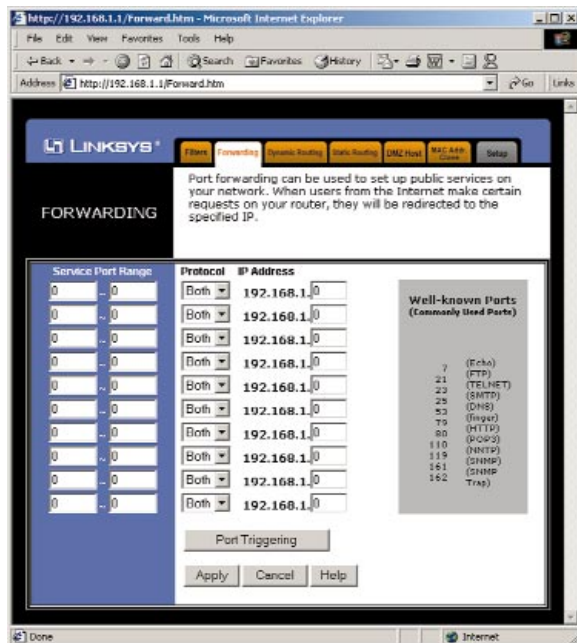 http://192.168.1.1/Forward.htm - Microsoft Internet Explorer
File Edit View Favorites Tools Help
Back Search Favorites History
Address http://192.168.1.1/Forward.htm Go Links
LINKSYS®
Filters Forwarding Dynamic Routing Static Routing DMZ Host MAC Addr. Clone Setup
FORWARDING
Port forwarding can be used to set up public services on
your network. When users from the Internet make certain
requests on your router, they will be redirected to the
specified IP.
Service Port Range Protocol IP Address
0 ~ 0 Both 192.168.1. 0
0 ~ 0 Both 192.168.1. 0
0 ~ 0 Both 192.168.1. 0
0 ~ 0 Both 192.168.1. 0
0 ~ 0 Both 192.168.1. 0
0 ~ 0 Both 192.168.1. 0
0 ~ 0 Both 192.168.1. 0
0 ~ 0 Both 192.168.1. 0
0 ~ 0 Both 192.168.1. 0
0 ~ 0 Both 192.168.1. 0
Well-known Ports
(Commonly Used Ports)
7 (Echo)
21 (FTP)
23 (TELNET)
25 (SMTP)
53 (DNS)
79 (finger)
80 (HTTP)
110 (POP3)
119 (NNTP)
161 (SNMP)
162 (SNMP
Trap)
Port Triggering
Apply Cancel Help
Done Internet